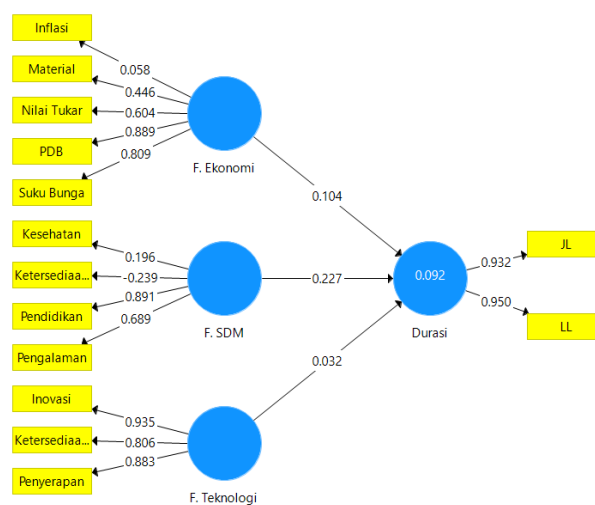 Inflasi
Material
Nilai Tukar
PDB
Suku Bunga
0.058
0.446
0.604
0.889
0.809
F. Ekonomi
0.104
Kesehatan
Ketersediaa...
Pendidikan
Pengalaman
0.196
-0.239
0.891
0.689
F. SDM
0.227
0.092
Durasi
0.932
0.950
JL
LL
Inovasi
Ketersediaa...
Penyerapan
0.935
0.806
0.883
F. Teknologi
0.032